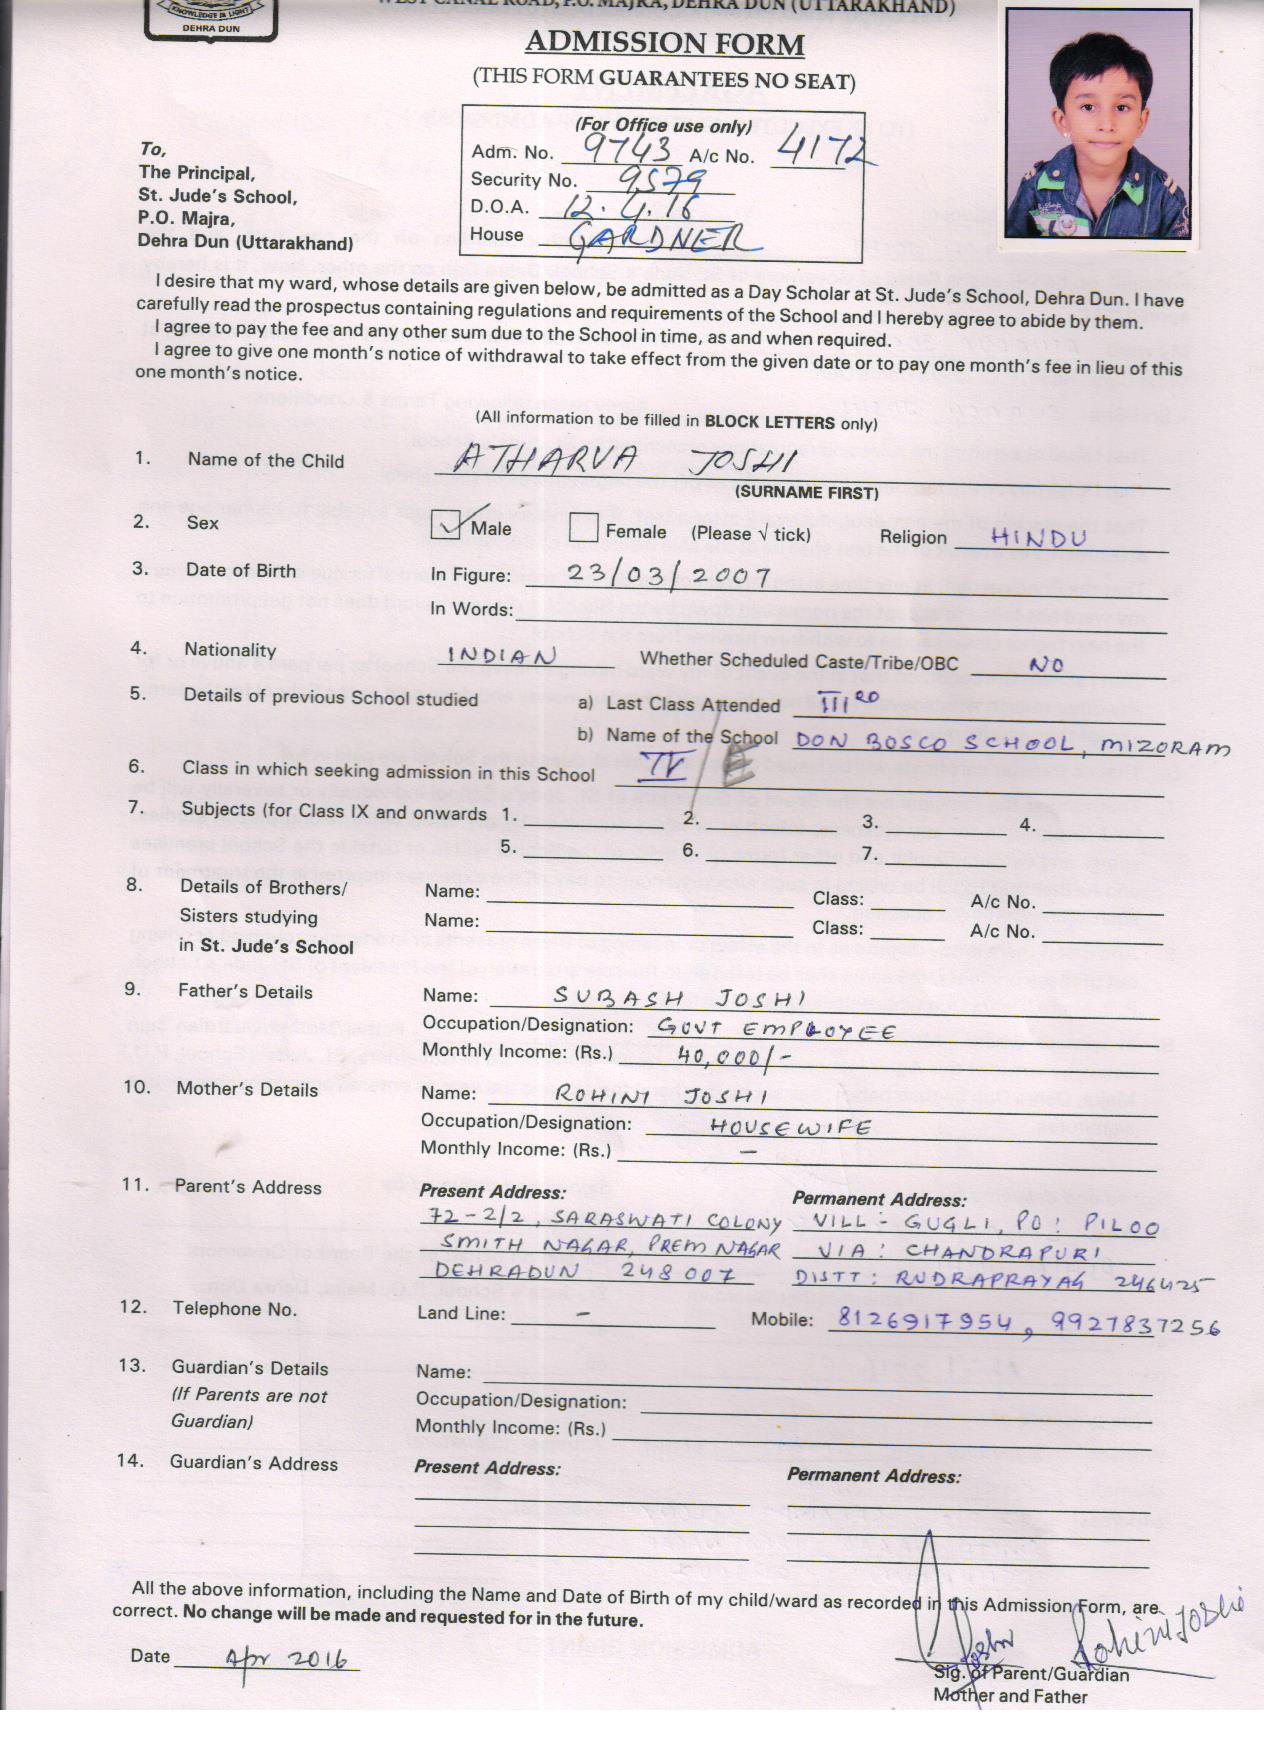 KNOWLEDGE IS LIGHT
DEHRA DUN
WEST CANAL ROAD, P.O. MAJRA, DEHRA DUN (UTTARAKHAND)
ADMISSION FORM
(THIS FORM GUARANTEES NO SEAT)
(For Office use only)
Adm. No. 9743 A/c No. 4172
Security No. 9579
D.O.A. 12.4.16
House GARDNER
To,
The Principal,
St. Jude's School,
P.O. Majra,
Dehra Dun (Uttarakhand)
I desire that my ward, whose details are given below, be admitted as a Day Scholar at St. Jude's School, Dehra Dun. I have
carefully read the prospectus containing regulations and requirements of the School and I hereby agree to abide by them.
I agree to pay the fee and any other sum due to the School in time, as and when required.
I agree to give one month's notice of withdrawal to take effect from the given date or to pay one month's fee in lieu of this
one month's notice.
(All information to be filled in BLOCK LETTERS only)
1. Name of the Child ATHARVA JOSHI
(SURNAME FIRST)
2. Sex Male Female (Please √ tick) Religion HINDU
3. Date of Birth In Figure: 23/03/2007
In Words:
4. Nationality INDIAN Whether Scheduled Caste/Tribe/OBC NO
5. Details of previous School studied a) Last Class Attended III RD
b) Name of the School DON BOSCO SCHOOL, MIZORAM
6. Class in which seeking admission in this School IV /
7. Subjects (for Class IX and onwards 1. 2. 3. 4.
5. 6. 7.
8. Details of Brothers/ Name: Class: A/c No.
Sisters studying Name: Class: A/c No.
in St. Jude's School
9. Father's Details Name: SUBASH JOSHI
Occupation/Designation: GOVT EMPLOYEE
Monthly Income: (Rs.) 40,000/-
10. Mother's Details Name: ROHINI JOSHI
Occupation/Designation: HOUSEWIFE
Monthly Income: (Rs.) -
11. Parent's Address Present Address: Permanent Address:
72-2/2, SARASWATI COLONY VILL - GUGLI, PO: PILOO
SMITH NAGAR, PREM NAGAR VIA: CHANDRAPURI
DEHRADUN 248007 DISTT: RUDRAPRAYAG 246425
12. Telephone No. Land Line: - Mobile: 8126917954, 9927837256
13. Guardian's Details Name:
(If Parents are not Occupation/Designation:
Guardian) Monthly Income: (Rs.)
14. Guardian's Address Present Address: Permanent Address:
All the above information, including the Name and Date of Birth of my child/ward as recorded in this Admission Form, are
correct. No change will be made and requested for in the future.
Date Apr 2016
Joshi Rohini Joshi
Sig. of Parent/Guardian
Mother and Father